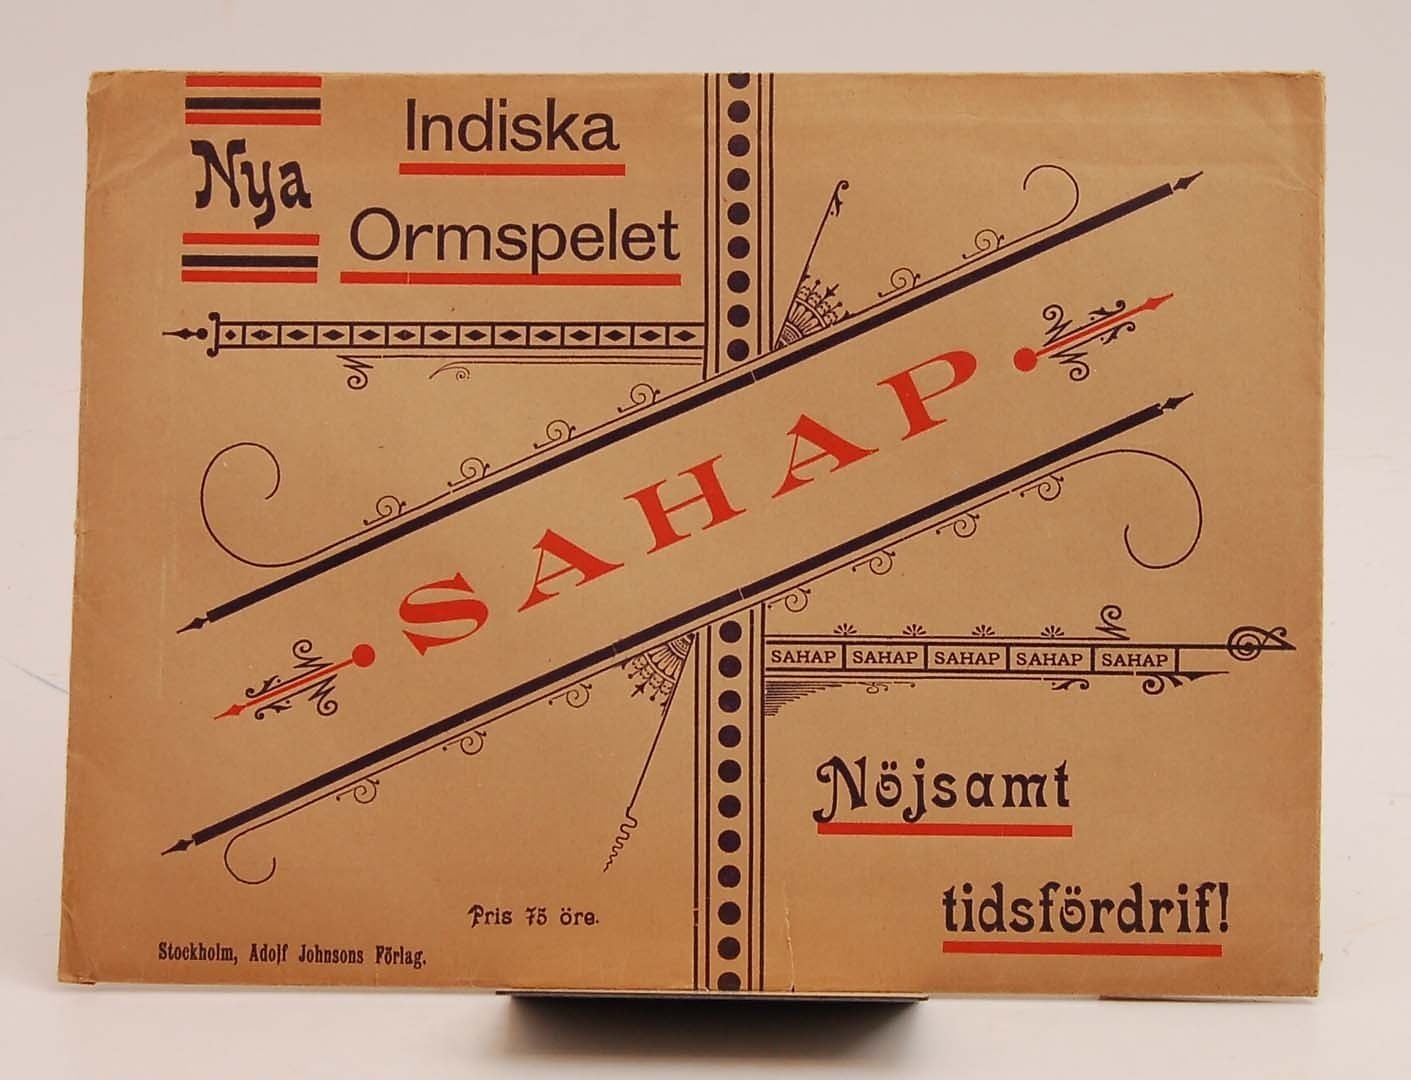 Nya
Indiska
Ormspelet
SAHAP.
SAHAP SAHAP SAHAP SAHAP SAHAP
Nöjsamt
tidsfördrif!
Pris 75 öre.
Stockholm, Adolf Johnsons Förlag.